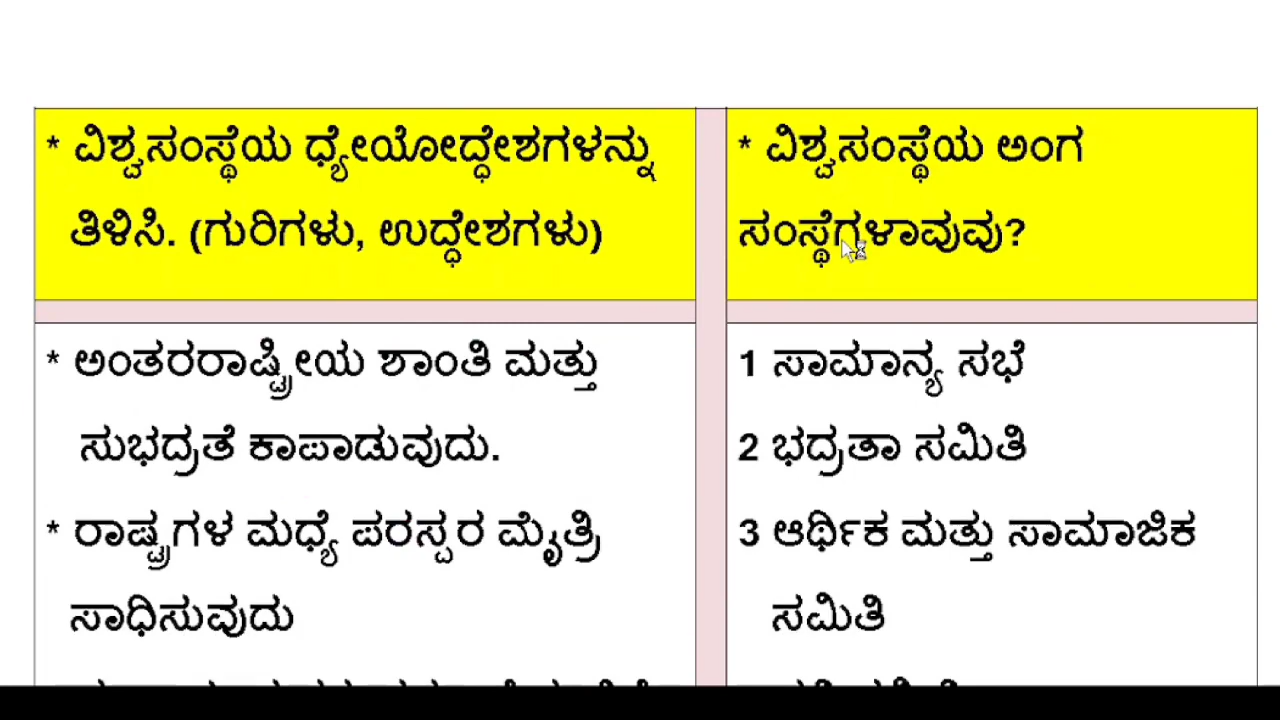 * ವಿಶ್ವಸಂಸ್ಥೆಯ ಧ್ಯೇಯೋದ್ಧೇಶಗಳನ್ನು
ತಿಳಿಸಿ. (ಗುರಿಗಳು, ಉದ್ಧೇಶಗಳು)
* ಅಂತರರಾಷ್ಟ್ರೀಯ ಶಾಂತಿ ಮತ್ತು
ಸುಭದ್ರತೆ ಕಾಪಾಡುವುದು.
* ರಾಷ್ಟ್ರಗಳ ಮಧ್ಯೆ ಪರಸ್ಪರ ಮೈತ್ರಿ
ಸಾಧಿಸುವುದು
* ವಿಶ್ವಸಂಸ್ಥೆಯ ಅಂಗ
ಸಂಸ್ಥೆಗಳಾವುವು?
1 ಸಾಮಾನ್ಯ ಸಭೆ
2 ಭದ್ರತಾ ಸಮಿತಿ
3 ಆರ್ಥಿಕ ಮತ್ತು ಸಾಮಾಜಿಕ
ಸಮಿತಿ